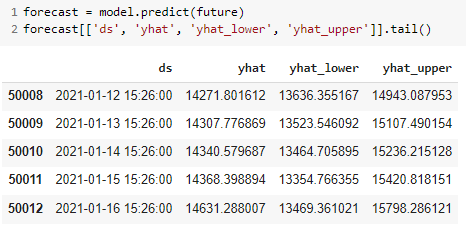 1 forecast = model.predict(future)
2 forecast[['ds', 'yhat', 'yhat_lower', 'yhat_upper']].tail()
ds yhat yhat_lower yhat_upper
50008 2021-01-12 15:26:00 14271.801612 13636.355167 14943.087953
50009 2021-01-13 15:26:00 14307.776869 13523.546092 15107.490154
50010 2021-01-14 15:26:00 14340.579687 13464.705895 15236.215128
50011 2021-01-15 15:26:00 14368.398894 13354.766355 15420.818151
50012 2021-01-16 15:26:00 14631.288007 13469.361021 15798.286121